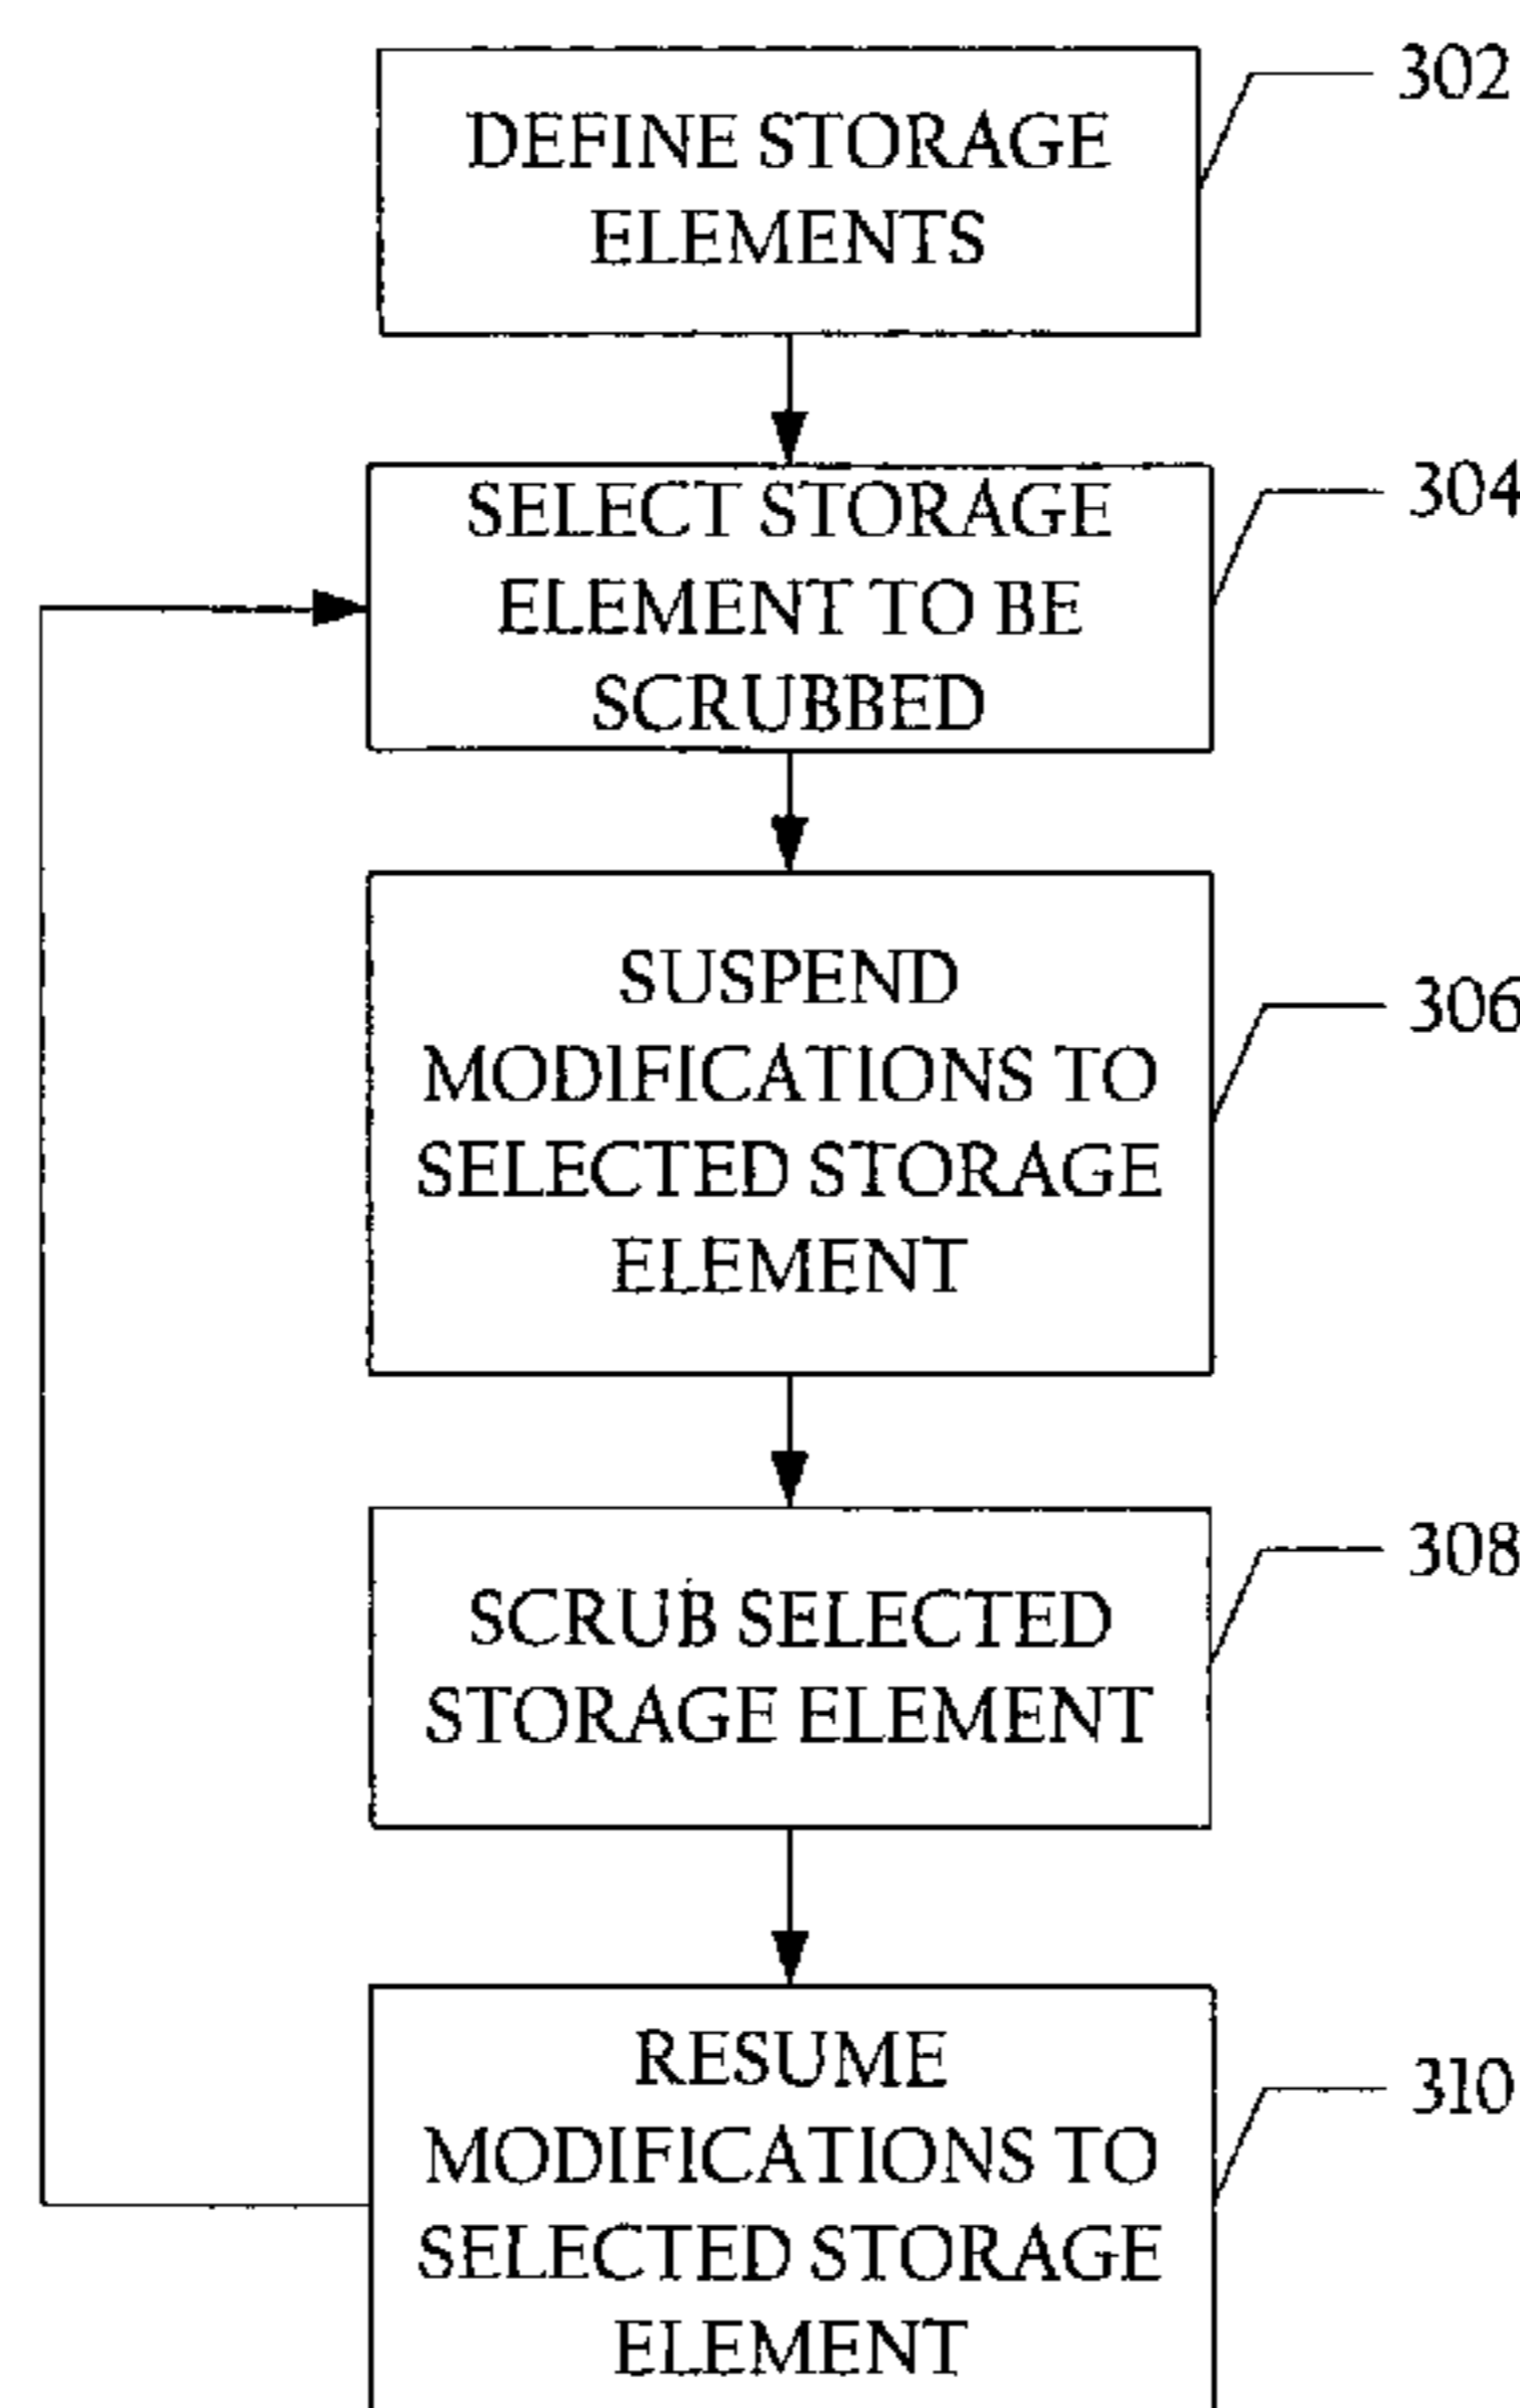 302
DEFINE STORAGE
ELEMENTS
304
SELECT STORAGE
ELEMENT TO BE
SCRUBBED
306
SUSPEND
MODIFICATIONS TO
SELECTED STORAGE
ELEMENT
308
SCRUB SELECTED
STORAGE ELEMENT
310
RESUME
MODIFICATIONS TO
SELECTED STORAGE
ELEMENT